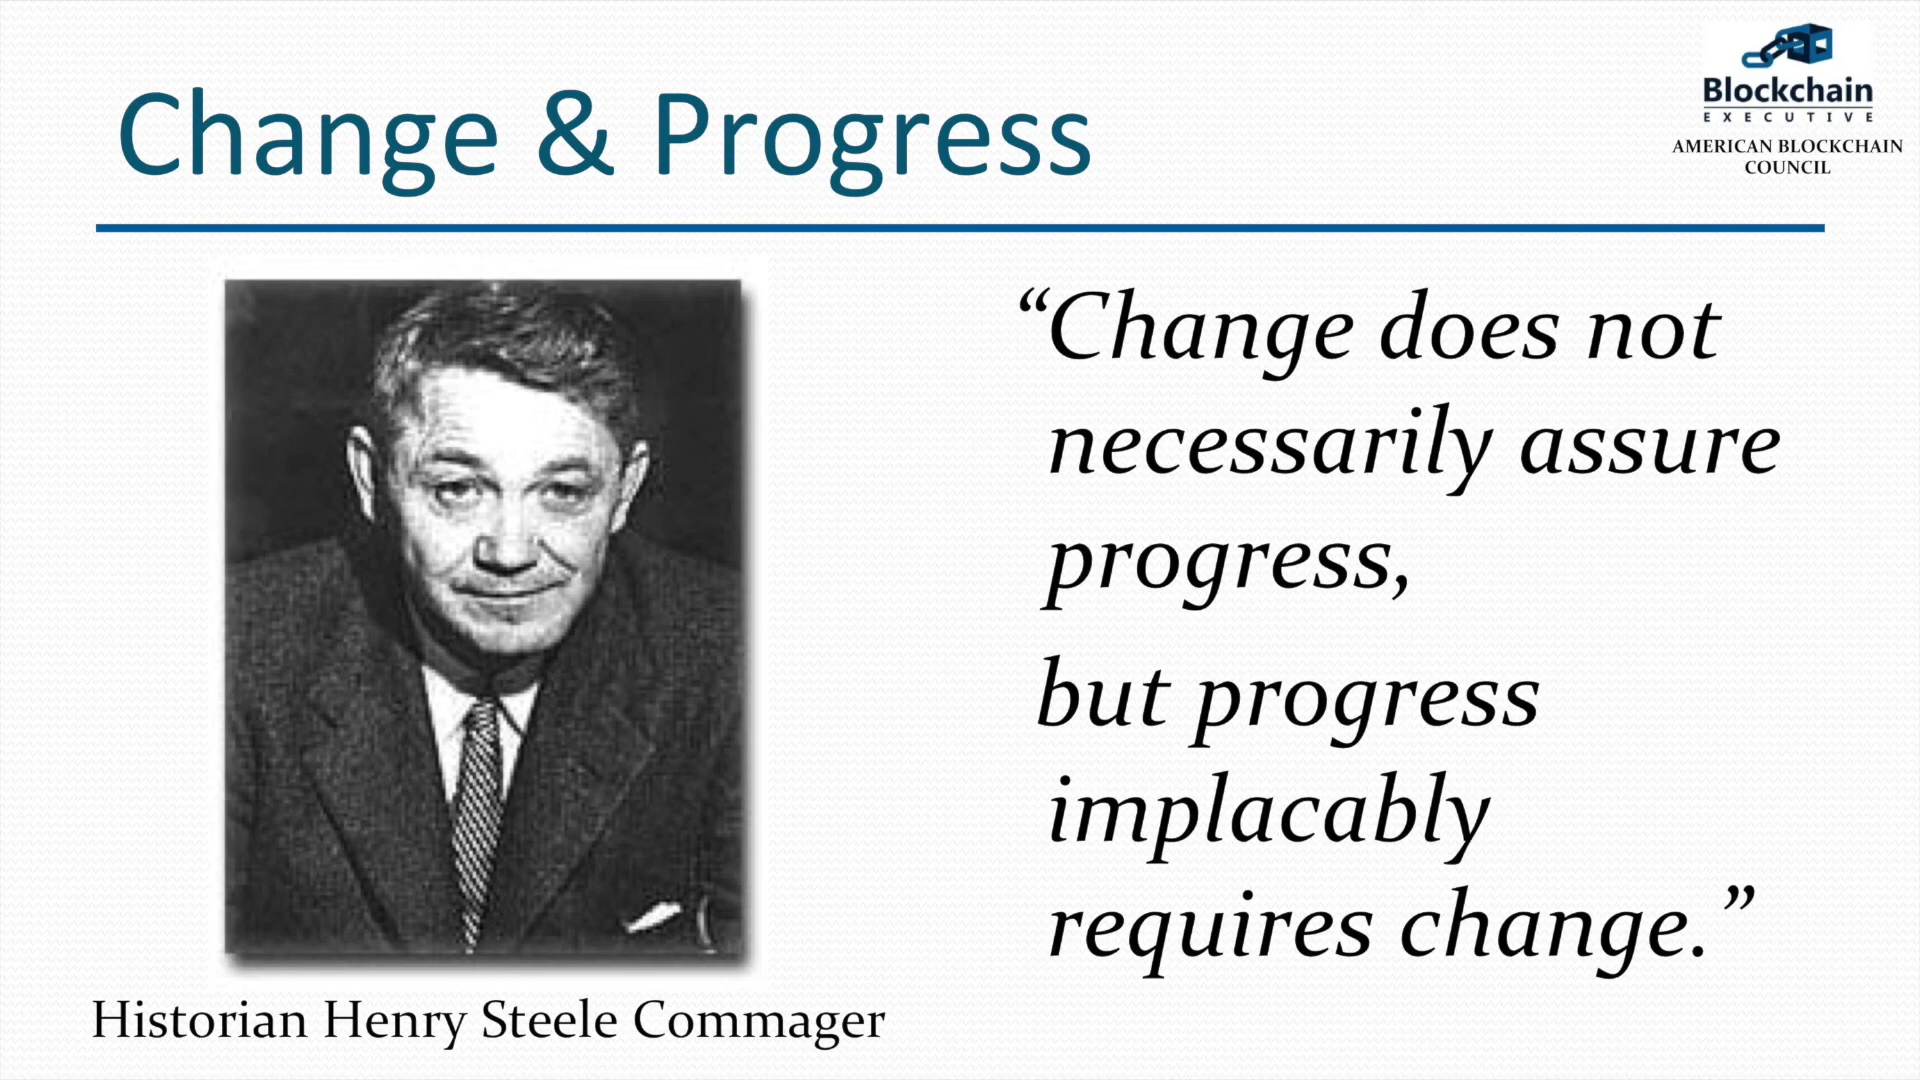 Change & Progress
Blockchain
EXECUTIVE
AMERICAN BLOCKCHAIN
COUNCIL
“Change does not
necessarily assure
progress,
but progress
implacably
requires change.”
Historian Henry Steele Commager